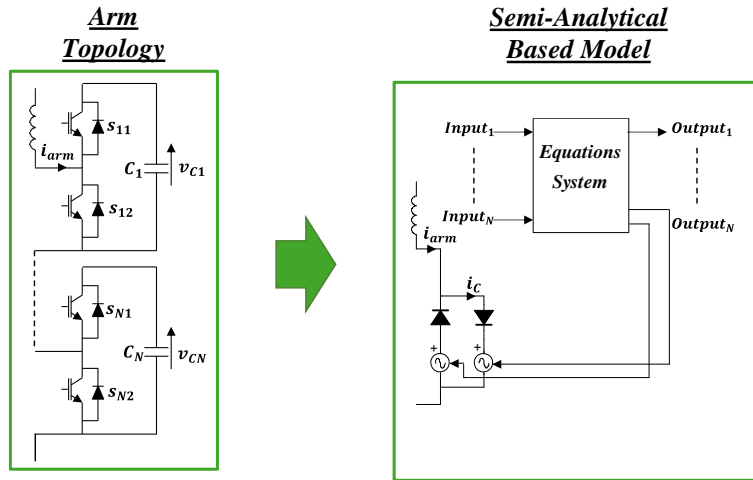 Arm
Topology
s11
iarm
C1
vC1
s12
sN1
CN
vCN
sN2
Semi-Analytical
Based Model
Input1
Output1
Equations
System
InputN
OutputN
iarm
iC
+
+